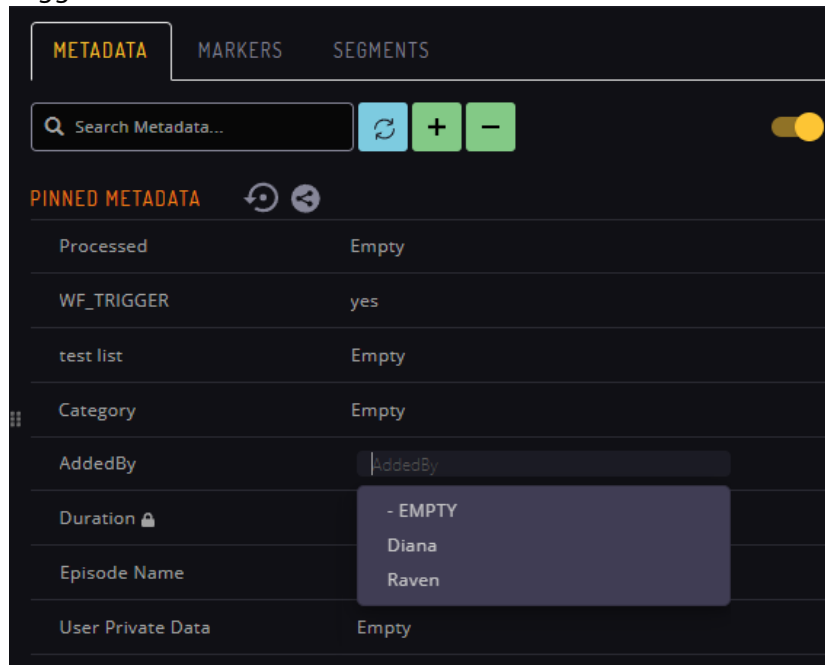 METADATA MARKERS SEGMENTS
Search Metadata...
PINNED METADATA
Processed Empty
WF_TRIGGER yes
test list Empty
Category Empty
AddedBy AddedBy
Duration - EMPTY
Diana
Episode Name Raven
User Private Data Empty